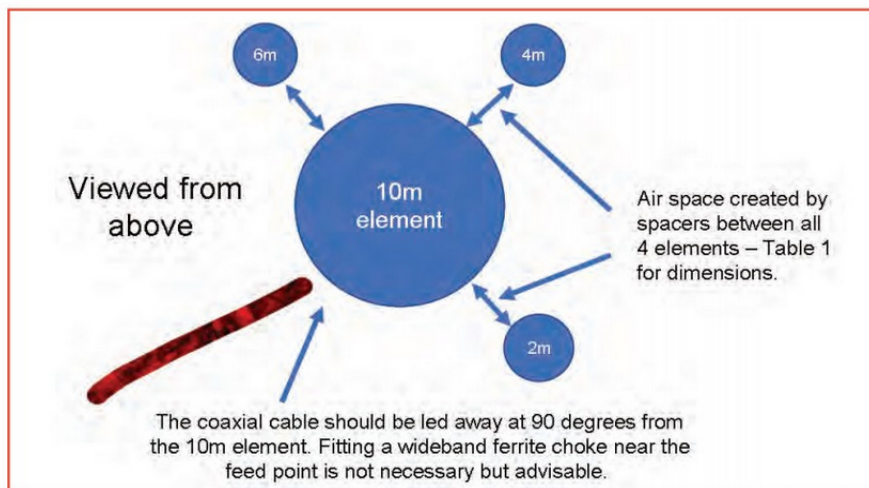 6m
4m
Viewed from
above
10m
element
Air space created by
spacers between all
4 elements – Table 1
for dimensions.
2m
The coaxial cable should be led away at 90 degrees from
the 10m element. Fitting a wideband ferrite choke near the
feed point is not necessary but advisable.